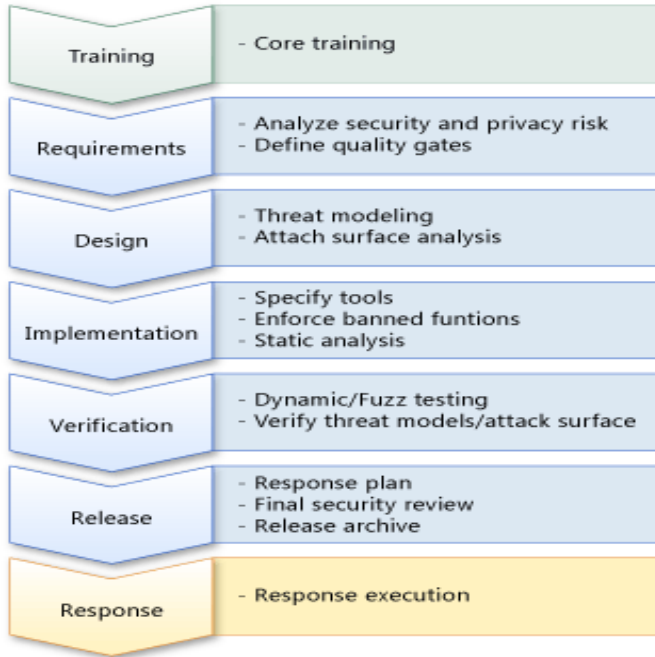 Training
- Core training
Requirements
- Analyze security and privacy risk
- Define quality gates
Design
- Threat modeling
- Attach surface analysis
Implementation
- Specify tools
- Enforce banned funtions
- Static analysis
Verification
- Dynamic/Fuzz testing
- Verify threat models/attack surface
Release
- Response plan
- Final security review
- Release archive
Response
- Response execution